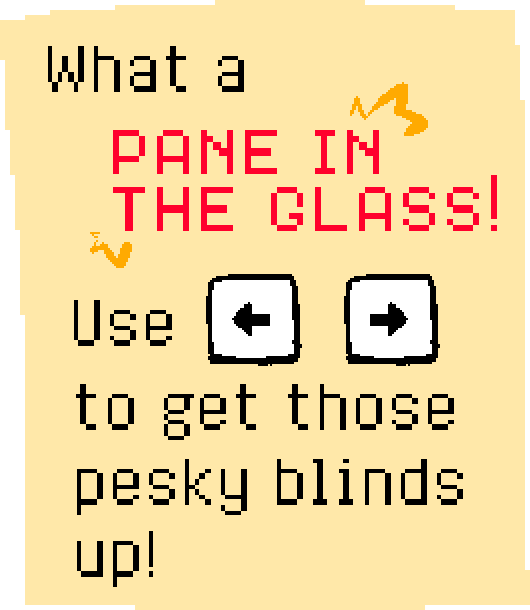 What a
PANE IN
THE GLASS!
Use ← →
to get those
pesky blinds
up!